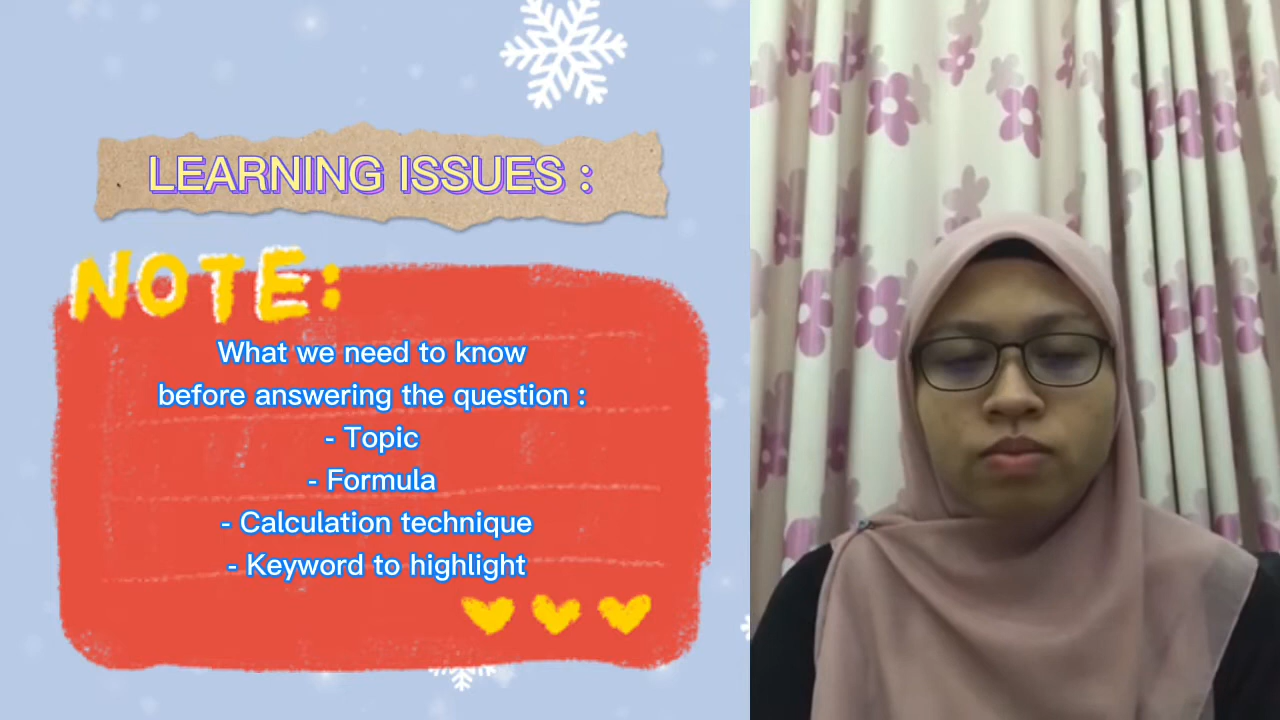 LEARNING ISSUES :
NOTE:
What we need to know
before answering the question :
- Topic
- Formula
- Calculation technique
- Keyword to highlight